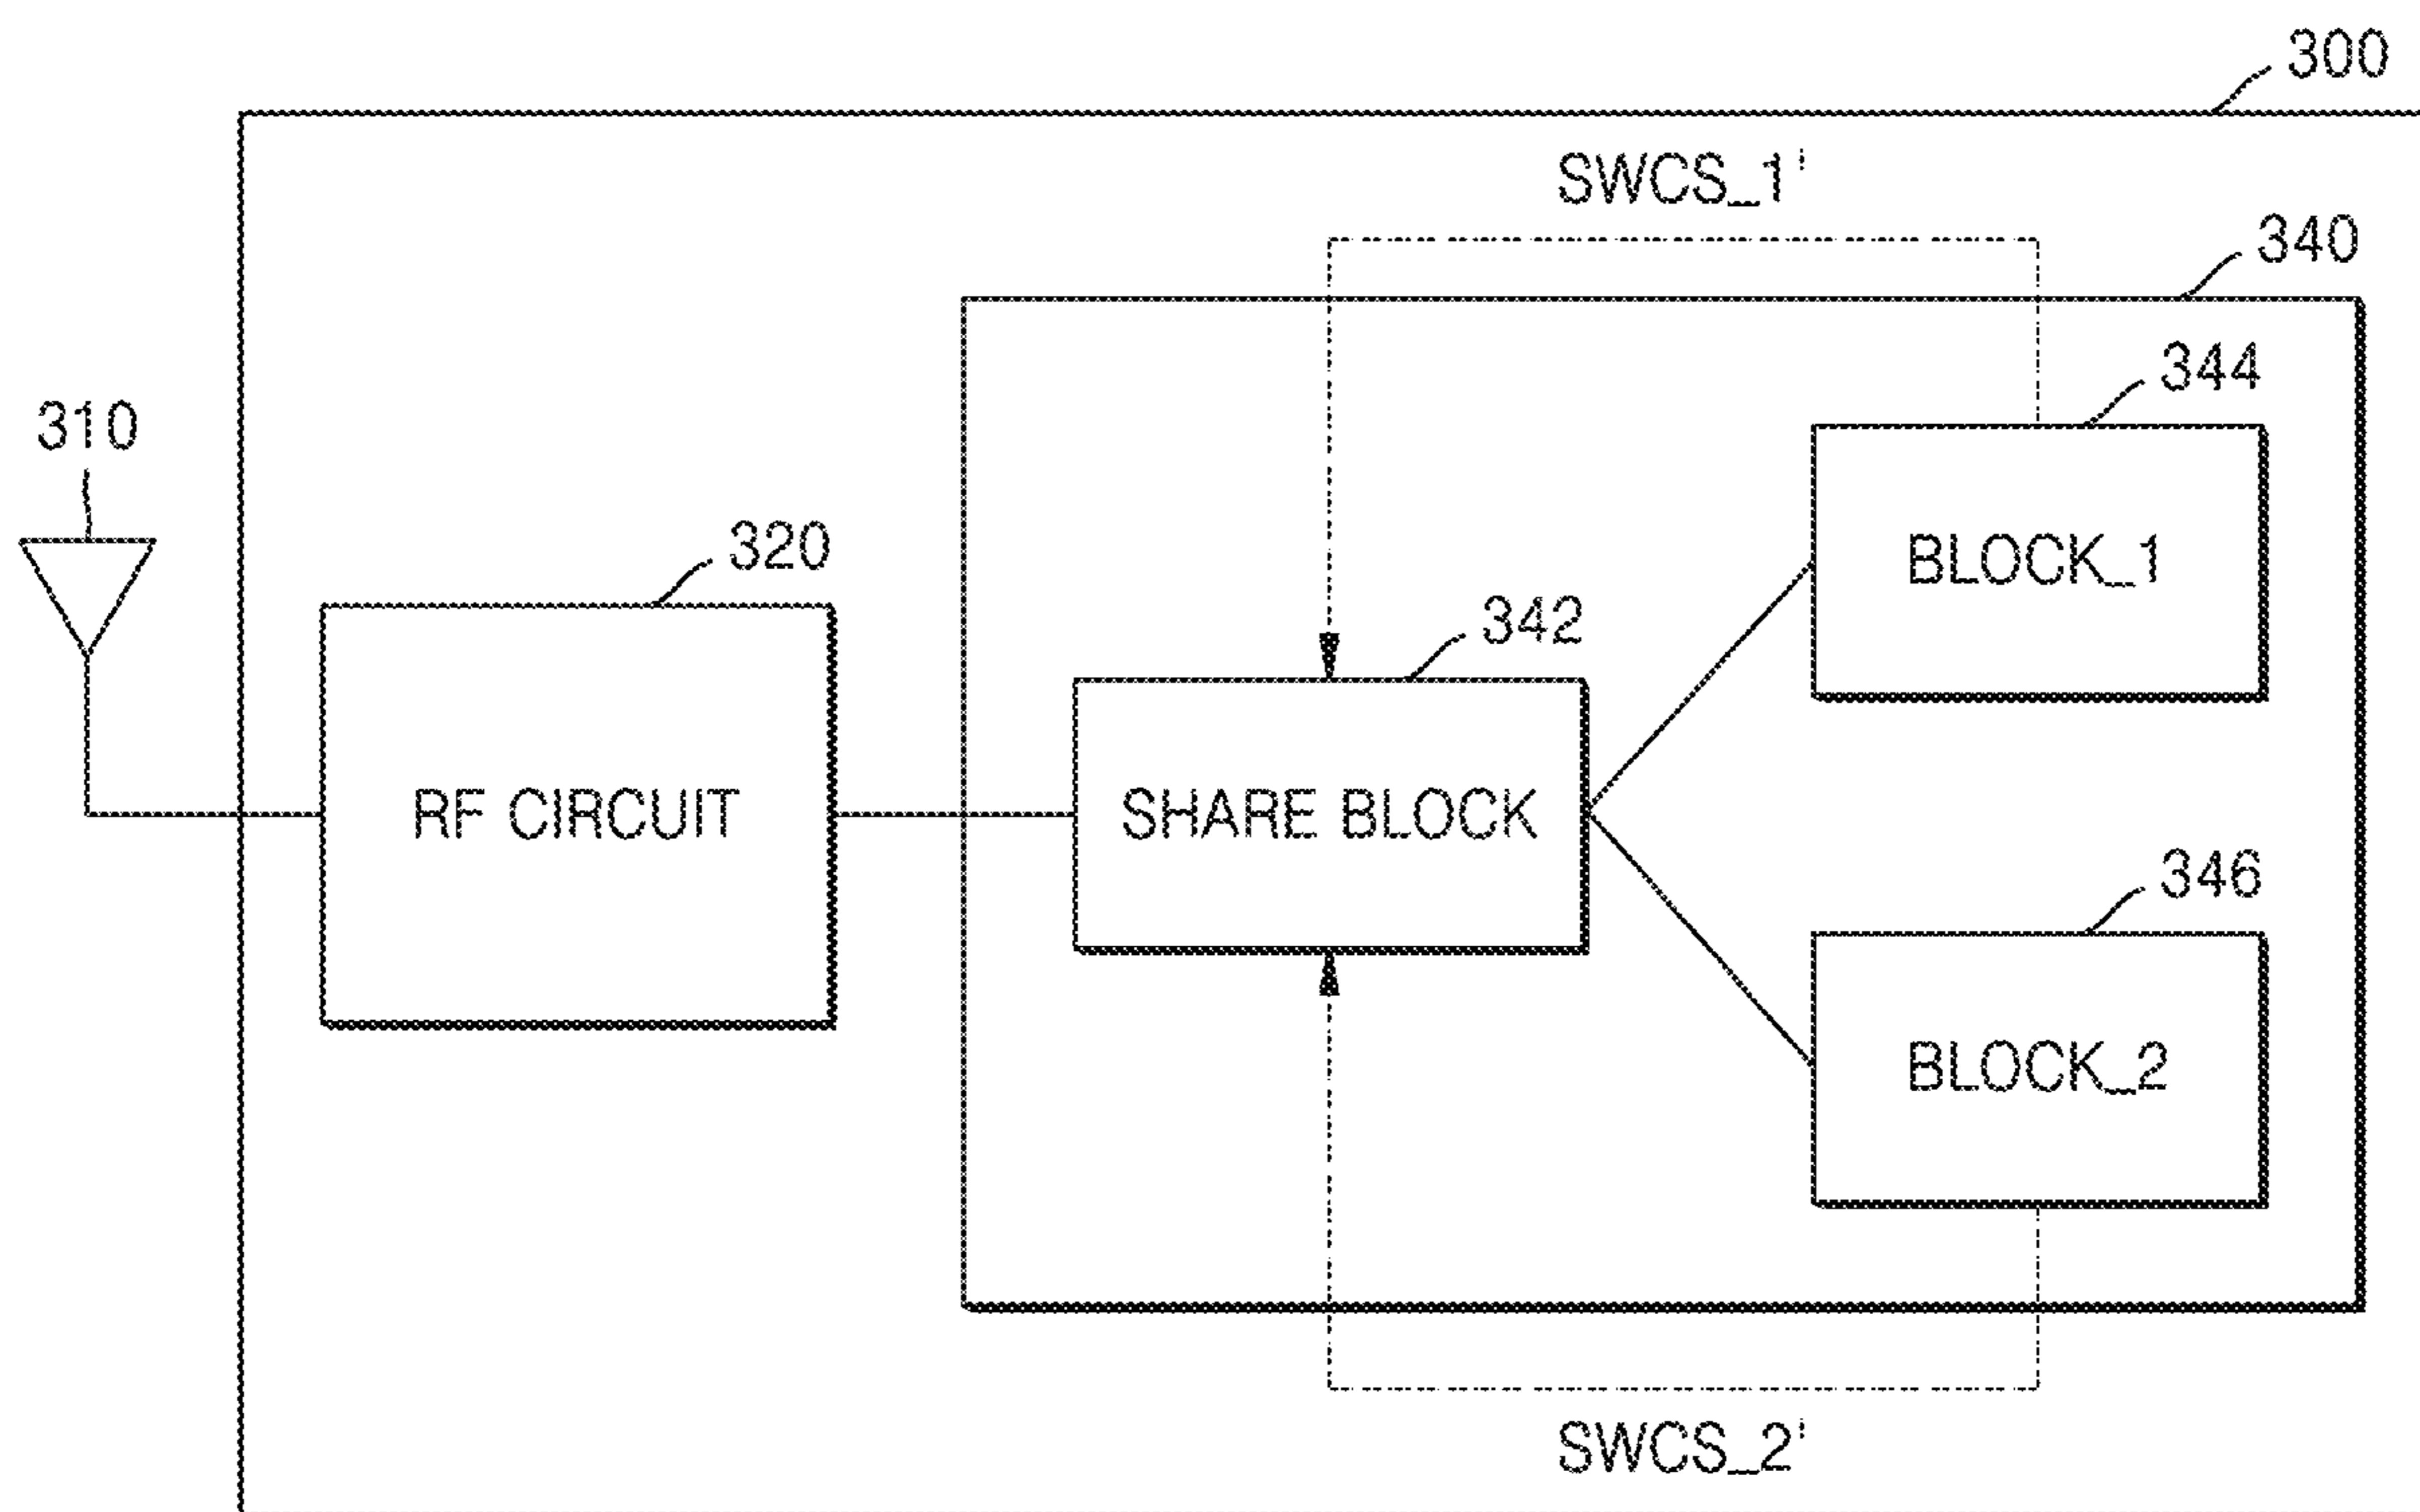 300
SWCS_1'
340
344
310
BLOCK_1
320
342
RF CIRCUIT
SHARE BLOCK
346
BLOCK_2
SWCS_2'